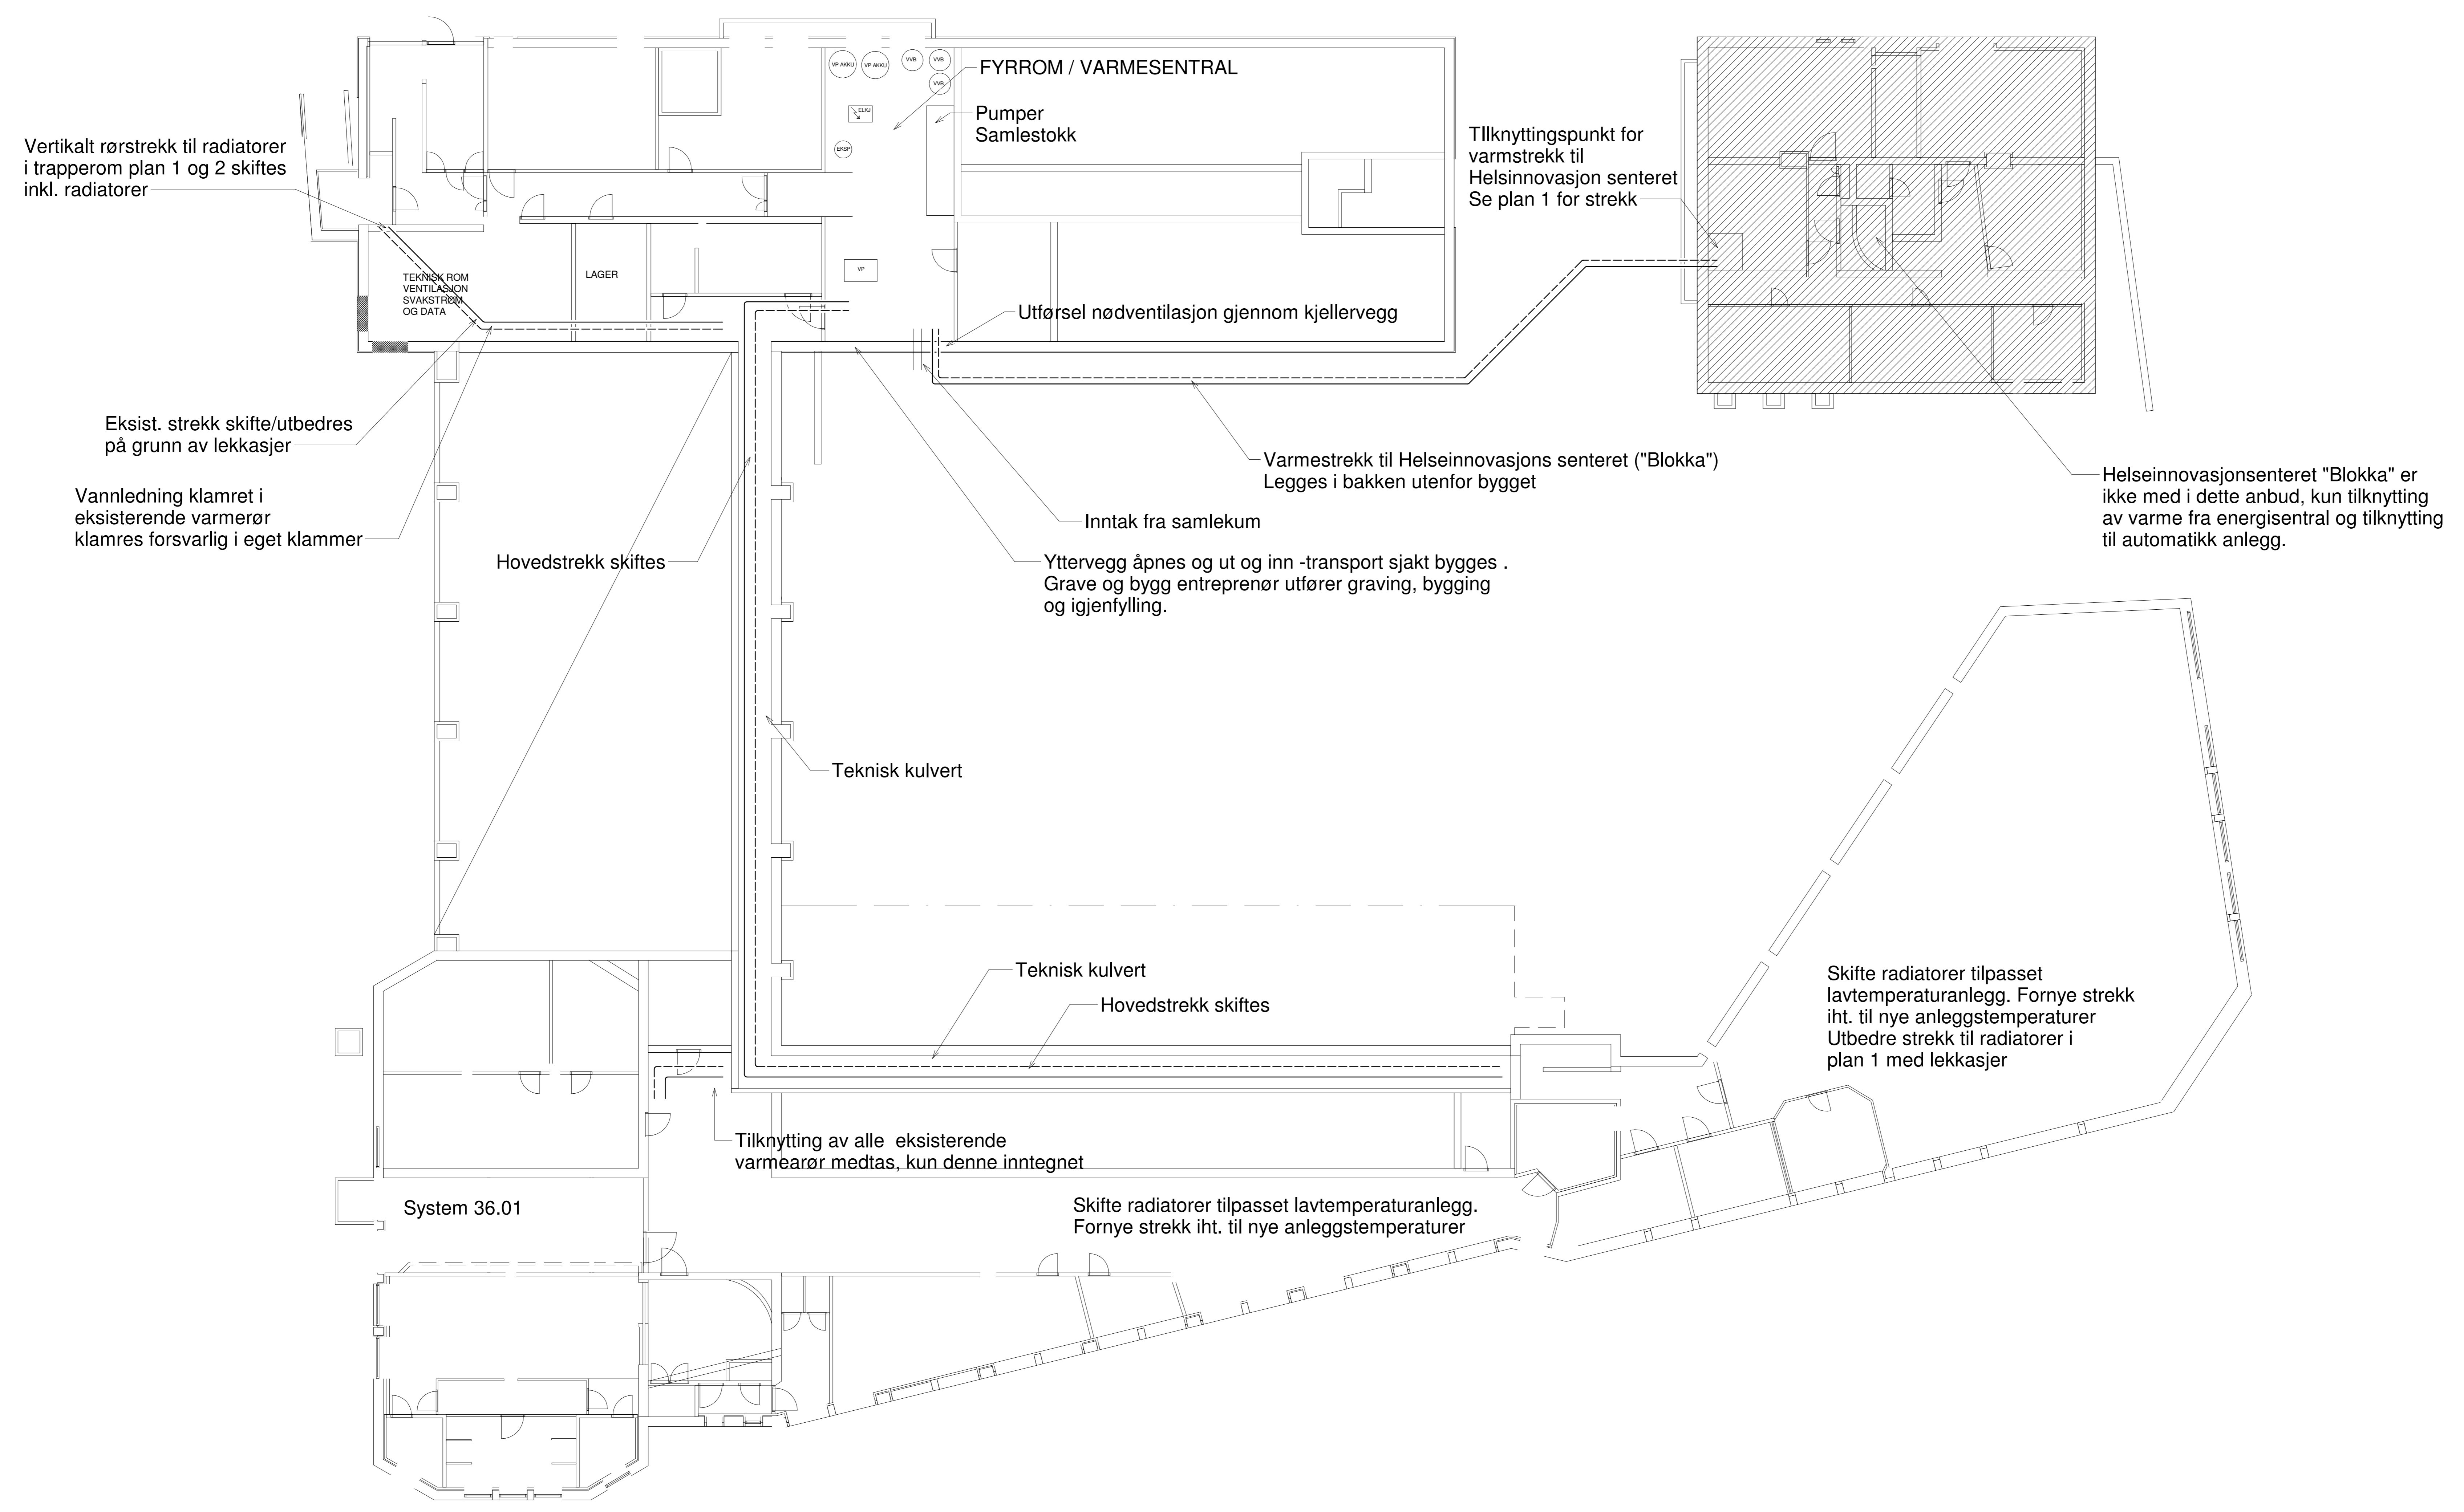 VP AKKU
VP AKKU
VVB
VVB
VVB
ELKJ
EKSP
VP
FYRROM / VARMESENTRAL
Pumper
Samlestokk
Vertikalt rørstrekk til radiatorer
i trapperom plan 1 og 2 skiftes
inkl. radiatorer
TIlknyttingspunkt for
varmstrekk til
Helsinnovasjon senteret
Se plan 1 for strekk
TEKNISK ROM
VENTILASJON
SVAKSTRØM
OG DATA
LAGER
Utførsel nødventilasjon gjennom kjellervegg
Eksist. strekk skifte/utbedres
på grunn av lekkasjer
Vannledning klamret i
eksisterende varmerør
klamres forsvarlig i eget klammer
Hovedstrekk skiftes
Varmestrekk til Helseinnovasjons senteret ("Blokka")
Legges i bakken utenfor bygget
Inntak fra samlekum
Yttervegg åpnes og ut og inn -transport sjakt bygges .
Grave og bygg entreprenør utfører graving, bygging
og igjenfylling.
Helseinnovasjonsenteret "Blokka" er
ikke med i dette anbud, kun tilknytting
av varme fra energisentral og tilknytting
til automatikk anlegg.
Teknisk kulvert
Teknisk kulvert
Hovedstrekk skiftes
Skifte radiatorer tilpasset
lavtemperaturanlegg. Fornye strekk
iht. til nye anleggstemperaturer
Utbedre strekk til radiatorer i
plan 1 med lekkasjer
Tilknytting av alle  eksisterende
varmearør medtas, kun denne inntegnet
System 36.01
Skifte radiatorer tilpasset lavtemperaturanlegg.
Fornye strekk iht. til nye anleggstemperaturer